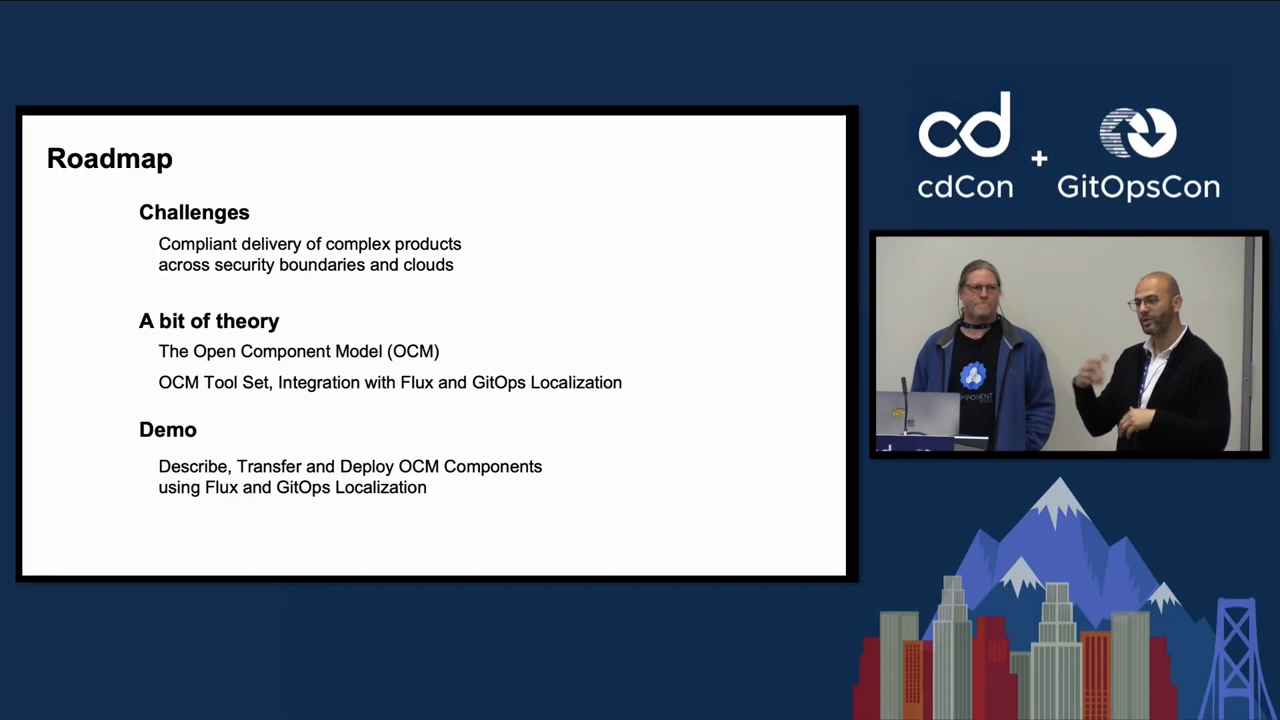 Roadmap
Challenges
Compliant delivery of complex products
across security boundaries and clouds
A bit of theory
The Open Component Model (OCM)
OCM Tool Set, Integration with Flux and GitOps Localization
Demo
Describe, Transfer and Deploy OCM Components
using Flux and GitOps Localization
cd
+
cdCon
GitOpsCon